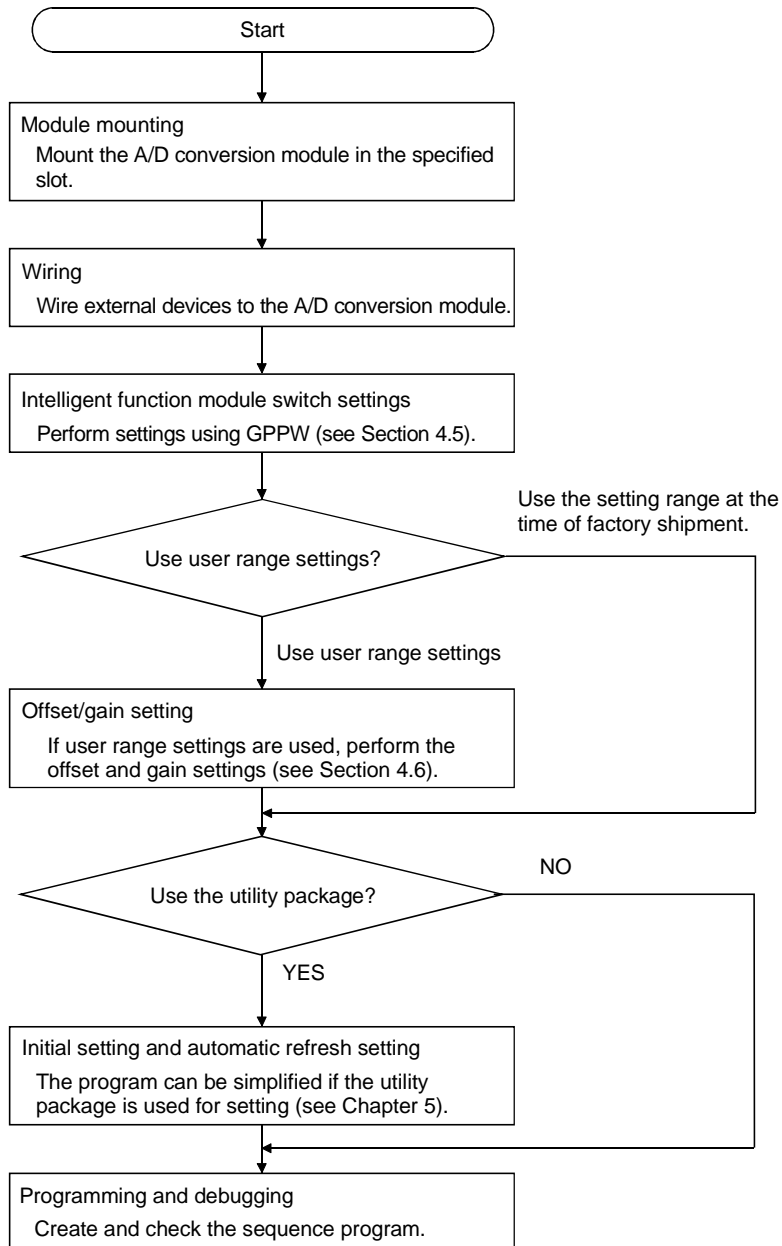 Start
Module mounting
Mount the A/D conversion module in the specified
slot.
Wiring
Wire external devices to the A/D conversion module.
Intelligent function module switch settings
Perform settings using GPPW (see Section 4.5).
Use the setting range at the
time of factory shipment.
Use user range settings?
Use user range settings
Offset/gain setting
If user range settings are used, perform the
offset and gain settings (see Section 4.6).
NO
Use the utility package?
YES
Initial setting and automatic refresh setting
The program can be simplified if the utility
package is used for setting (see Chapter 5).
Programming and debugging
Create and check the sequence program.